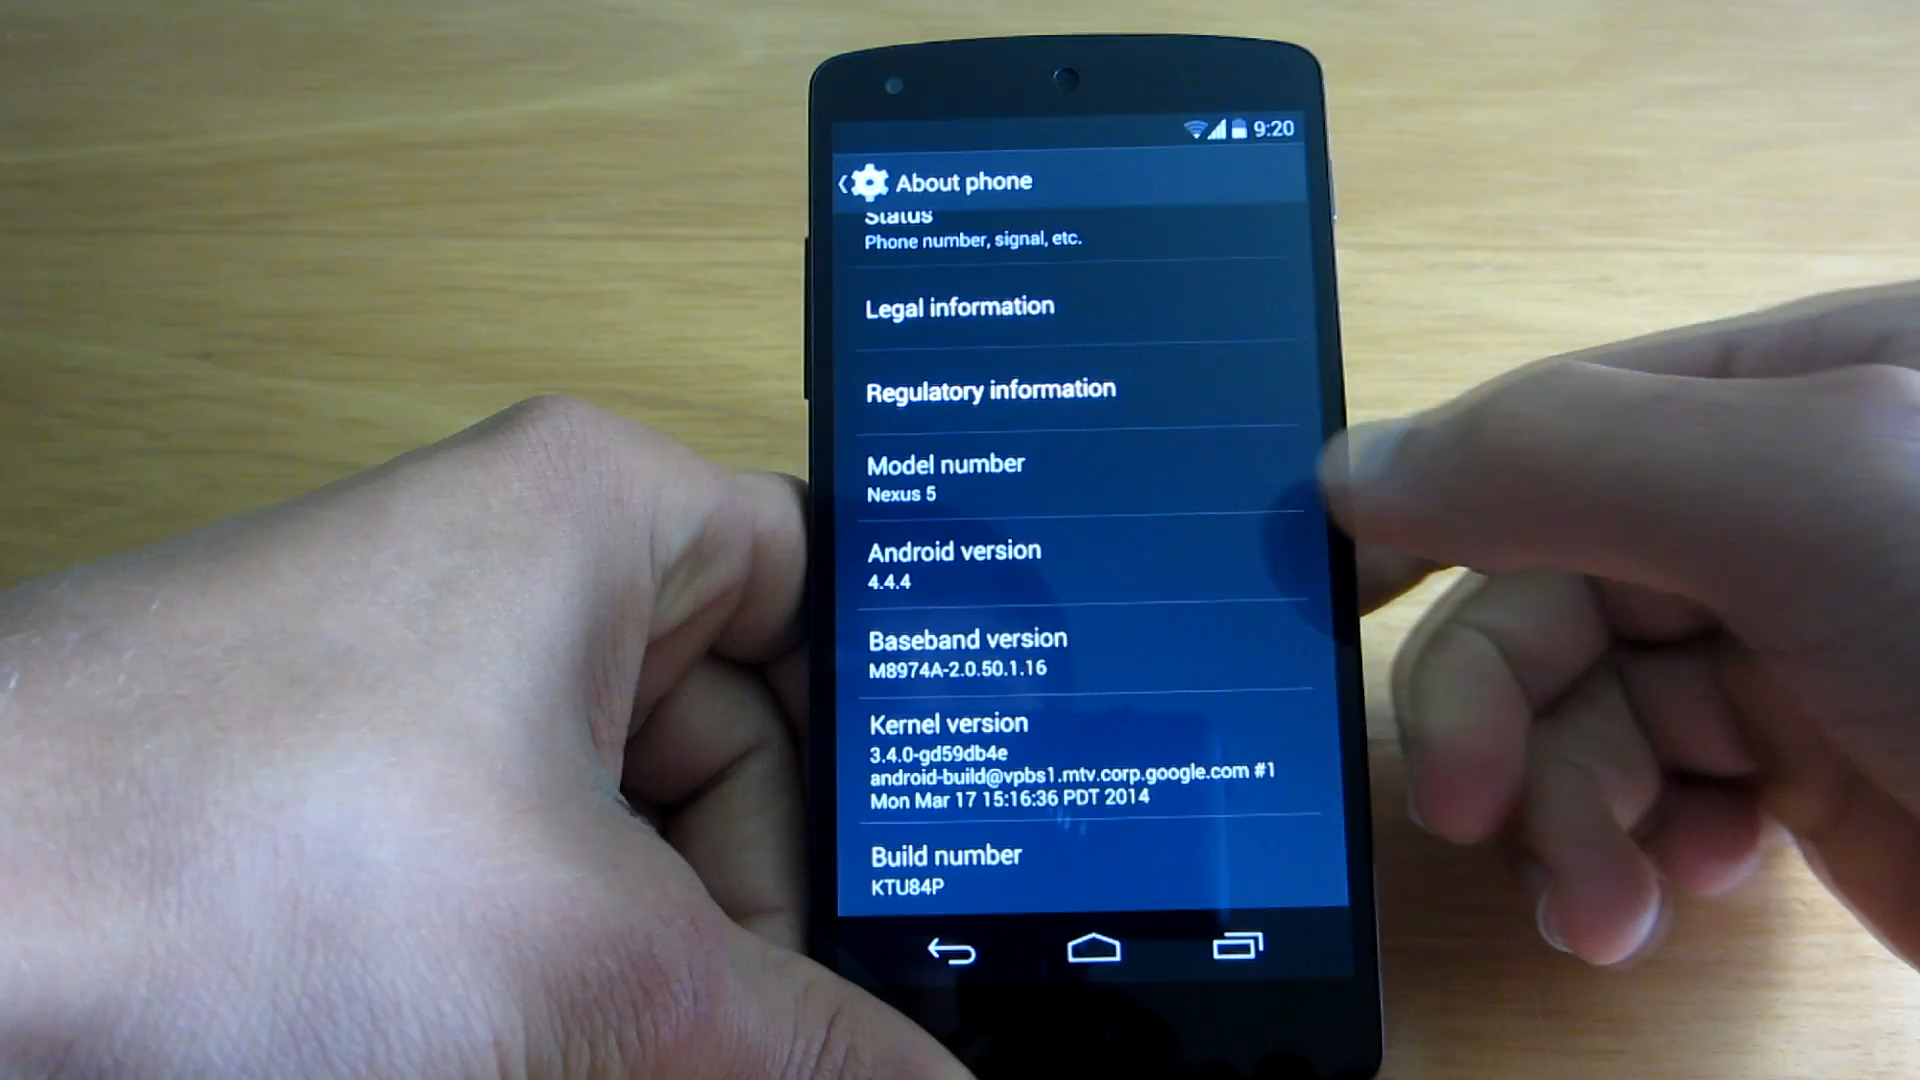 9:20
About phone
Status
Phone number, signal, etc.
Legal information
Regulatory information
Model number
Nexus 5
Android version
4.4.4
Baseband version
M8974A-2.0.50.1.16
Kernel version
3.4.0-gd59db4e
android-build@vpbs1.mtv.corp.google.com #1
Mon Mar 17 15:16:36 PDT 2014
Build number
KTU84P